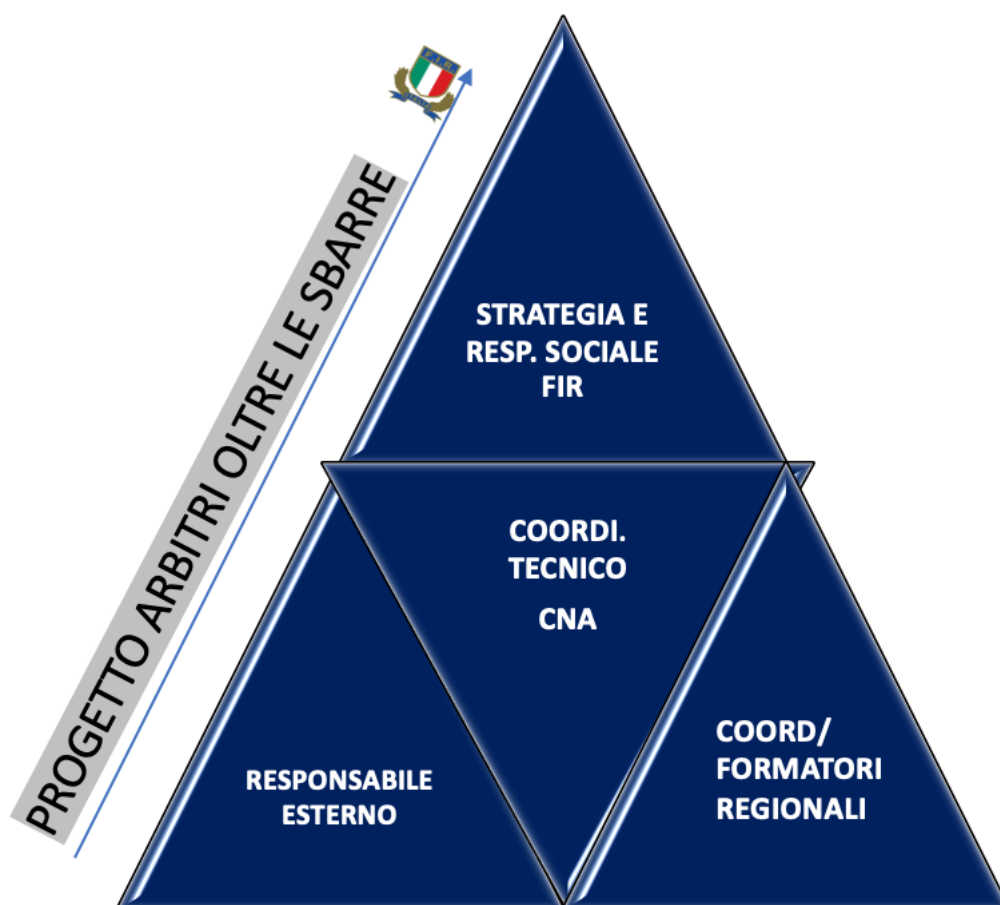 F.I.R.
PROGETTO ARBITRI OLTRE LE SBARRE
STRATEGIA E
RESP. SOCIALE
FIR
COORDI.
TECNICO
CNA
RESPONSABILE
ESTERNO
COORD/
FORMATORI
REGIONALI